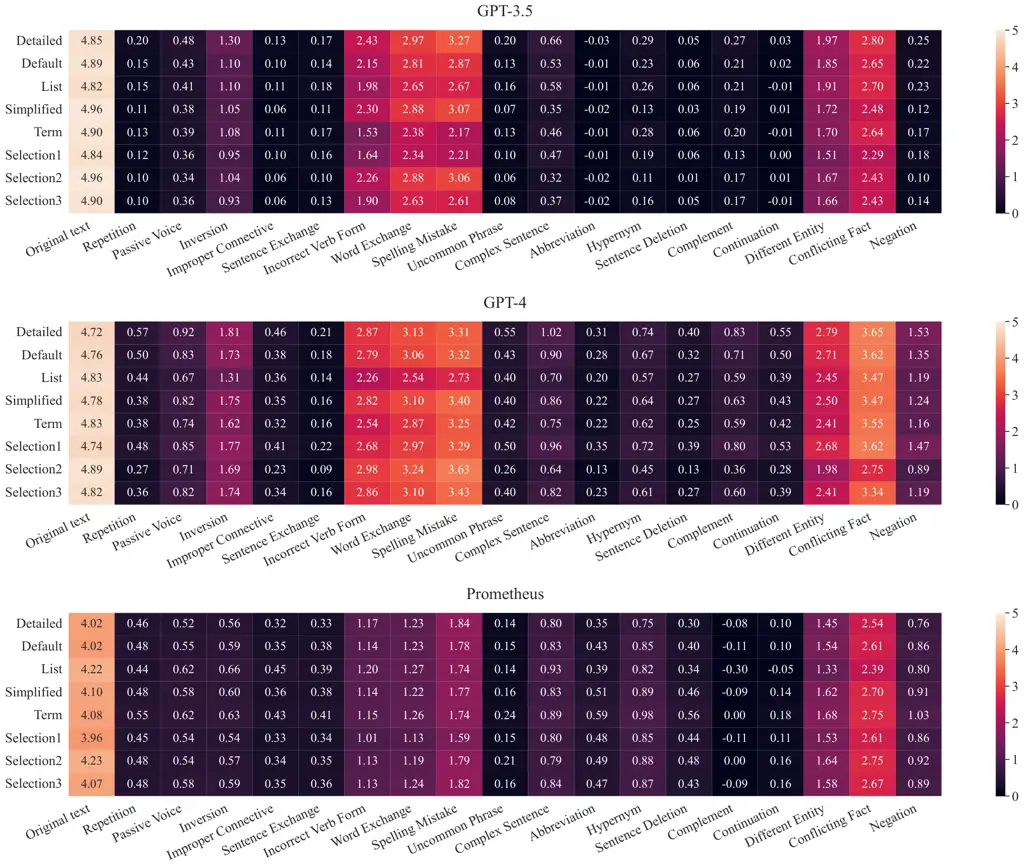 GPT-3.5
Detailed 4.85 0.20 0.48 1.30 0.13 0.17 2.43 2.97 3.27 0.20 0.66 -0.03 0.29 0.05 0.27 0.03 1.97 2.80 0.25 5
Default 4.89 0.15 0.43 1.10 0.10 0.14 2.15 2.81 2.87 0.13 0.53 -0.01 0.23 0.06 0.21 0.02 1.85 2.65 0.22
List 4.82 0.15 0.41 1.10 0.11 0.18 1.98 2.65 2.67 0.16 0.58 -0.01 0.26 0.06 0.21 -0.01 1.91 2.70 0.23 4
Simplified 4.96 0.11 0.38 1.05 0.06 0.11 2.30 2.88 3.07 0.07 0.35 -0.02 0.13 0.03 0.19 0.01 1.72 2.48 0.12 3
Term 4.90 0.13 0.39 1.08 0.11 0.17 1.53 2.38 2.17 0.13 0.46 -0.01 0.28 0.06 0.20 -0.01 1.70 2.64 0.17 2
Selection1 4.84 0.12 0.36 0.95 0.10 0.16 1.64 2.34 2.21 0.10 0.47 -0.01 0.19 0.06 0.13 0.00 1.51 2.29 0.18
Selection2 4.96 0.10 0.34 1.04 0.06 0.10 2.26 2.88 3.06 0.06 0.32 -0.02 0.11 0.01 0.17 0.01 1.67 2.43 0.10 1
Selection3 4.90 0.10 0.36 0.93 0.06 0.13 1.90 2.63 2.61 0.08 0.37 -0.02 0.16 0.05 0.17 -0.01 1.66 2.43 0.14 0
Original text Repetition Passive Voice Inversion Improper Connective Sentence Exchange Incorrect Verb Form Word Exchange Spelling Mistake Uncommon Phrase Complex Sentence Abbreviation Hypernym Sentence Deletion Complement Continuation Different Entity Conflicting Fact Negation
GPT-4
Detailed 4.72 0.57 0.92 1.81 0.46 0.21 2.87 3.13 3.31 0.55 1.02 0.31 0.74 0.40 0.83 0.55 2.79 3.65 1.53 5
Default 4.76 0.50 0.83 1.73 0.38 0.18 2.79 3.06 3.32 0.43 0.90 0.28 0.67 0.32 0.71 0.50 2.71 3.62 1.35
List 4.83 0.44 0.67 1.31 0.36 0.14 2.26 2.54 2.73 0.40 0.70 0.20 0.57 0.27 0.59 0.39 2.45 3.47 1.19 4
Simplified 4.78 0.38 0.82 1.75 0.35 0.16 2.82 3.10 3.40 0.40 0.86 0.22 0.64 0.27 0.63 0.43 2.50 3.47 1.24 3
Term 4.83 0.38 0.74 1.62 0.32 0.16 2.54 2.87 3.25 0.42 0.75 0.22 0.62 0.25 0.59 0.42 2.41 3.55 1.16 2
Selection1 4.74 0.48 0.85 1.77 0.41 0.22 2.68 2.97 3.29 0.50 0.96 0.35 0.72 0.39 0.80 0.53 2.68 3.62 1.47
Selection2 4.89 0.27 0.71 1.69 0.23 0.09 2.98 3.24 3.63 0.26 0.64 0.13 0.45 0.13 0.36 0.28 1.98 2.75 0.89 1
Selection3 4.82 0.36 0.82 1.74 0.34 0.16 2.86 3.10 3.43 0.40 0.82 0.23 0.61 0.27 0.60 0.39 2.41 3.34 1.19 0
Original text Repetition Passive Voice Inversion Improper Connective Sentence Exchange Incorrect Verb Form Word Exchange Spelling Mistake Uncommon Phrase Complex Sentence Abbreviation Hypernym Sentence Deletion Complement Continuation Different Entity Conflicting Fact Negation
Prometheus
Detailed 4.02 0.46 0.52 0.56 0.32 0.33 1.17 1.23 1.84 0.14 0.80 0.35 0.75 0.30 -0.08 0.10 1.45 2.54 0.76 5
Default 4.02 0.48 0.55 0.59 0.35 0.38 1.14 1.23 1.78 0.15 0.83 0.43 0.85 0.40 -0.11 0.10 1.54 2.61 0.86
List 4.22 0.44 0.62 0.66 0.45 0.39 1.20 1.27 1.74 0.14 0.93 0.39 0.82 0.34 -0.30 -0.05 1.33 2.39 0.80 4
Simplified 4.10 0.48 0.58 0.60 0.36 0.38 1.14 1.22 1.77 0.16 0.83 0.51 0.89 0.46 -0.09 0.14 1.62 2.70 0.91 3
Term 4.08 0.55 0.62 0.63 0.43 0.41 1.15 1.26 1.74 0.24 0.89 0.59 0.98 0.56 0.00 0.18 1.68 2.75 1.03 2
Selection1 3.96 0.45 0.54 0.54 0.33 0.34 1.01 1.13 1.59 0.15 0.80 0.48 0.85 0.44 -0.11 0.11 1.53 2.61 0.86
Selection2 4.23 0.48 0.54 0.57 0.34 0.35 1.13 1.19 1.79 0.21 0.79 0.49 0.88 0.48 0.00 0.16 1.64 2.75 0.92 1
Selection3 4.07 0.48 0.58 0.59 0.35 0.36 1.13 1.24 1.82 0.16 0.84 0.47 0.87 0.43 -0.09 0.16 1.58 2.67 0.89 0
Original text Repetition Passive Voice Inversion Improper Connective Sentence Exchange Incorrect Verb Form Word Exchange Spelling Mistake Uncommon Phrase Complex Sentence Abbreviation Hypernym Sentence Deletion Complement Continuation Different Entity Conflicting Fact Negation